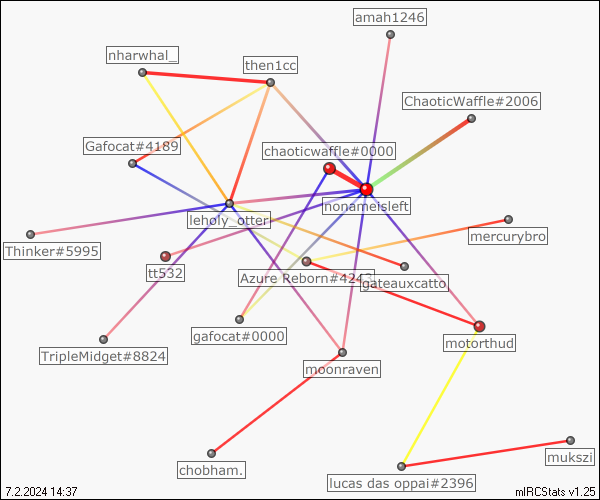 amah1246
nharwhal_
then1cc
ChaoticWaffle#2006
Gafocat#4189
chaoticwaffle#0000
nonameisleft
leholy_otter
mercurybro
Thinker#5995
tt532
Azure Reborn#4243
gateauxcatto
gafocat#0000
motorthud
TripleMidget#8824
moonraven
chobham.
mukszi
lucas das oppai#2396
7.2.2024 14:37
mIRCStats v1.25